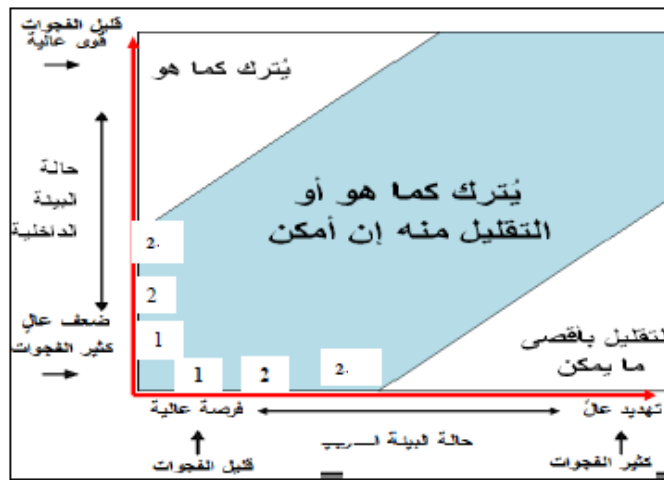 قليل الفجوات
قوى عالية
يُترك كما هو
حالة
البيئة
الداخلية
يُترك كما هو أو
التقليل منه إن أمكن
2.
2
ضعف عالٍ
كثير الفجوات
1
1
2
2.
التقليل بأقصى
ما يمكن
فرصة عالية
تهديد عالٍ
حالة البيئة
قليل الفجوات
كثير الفجوات